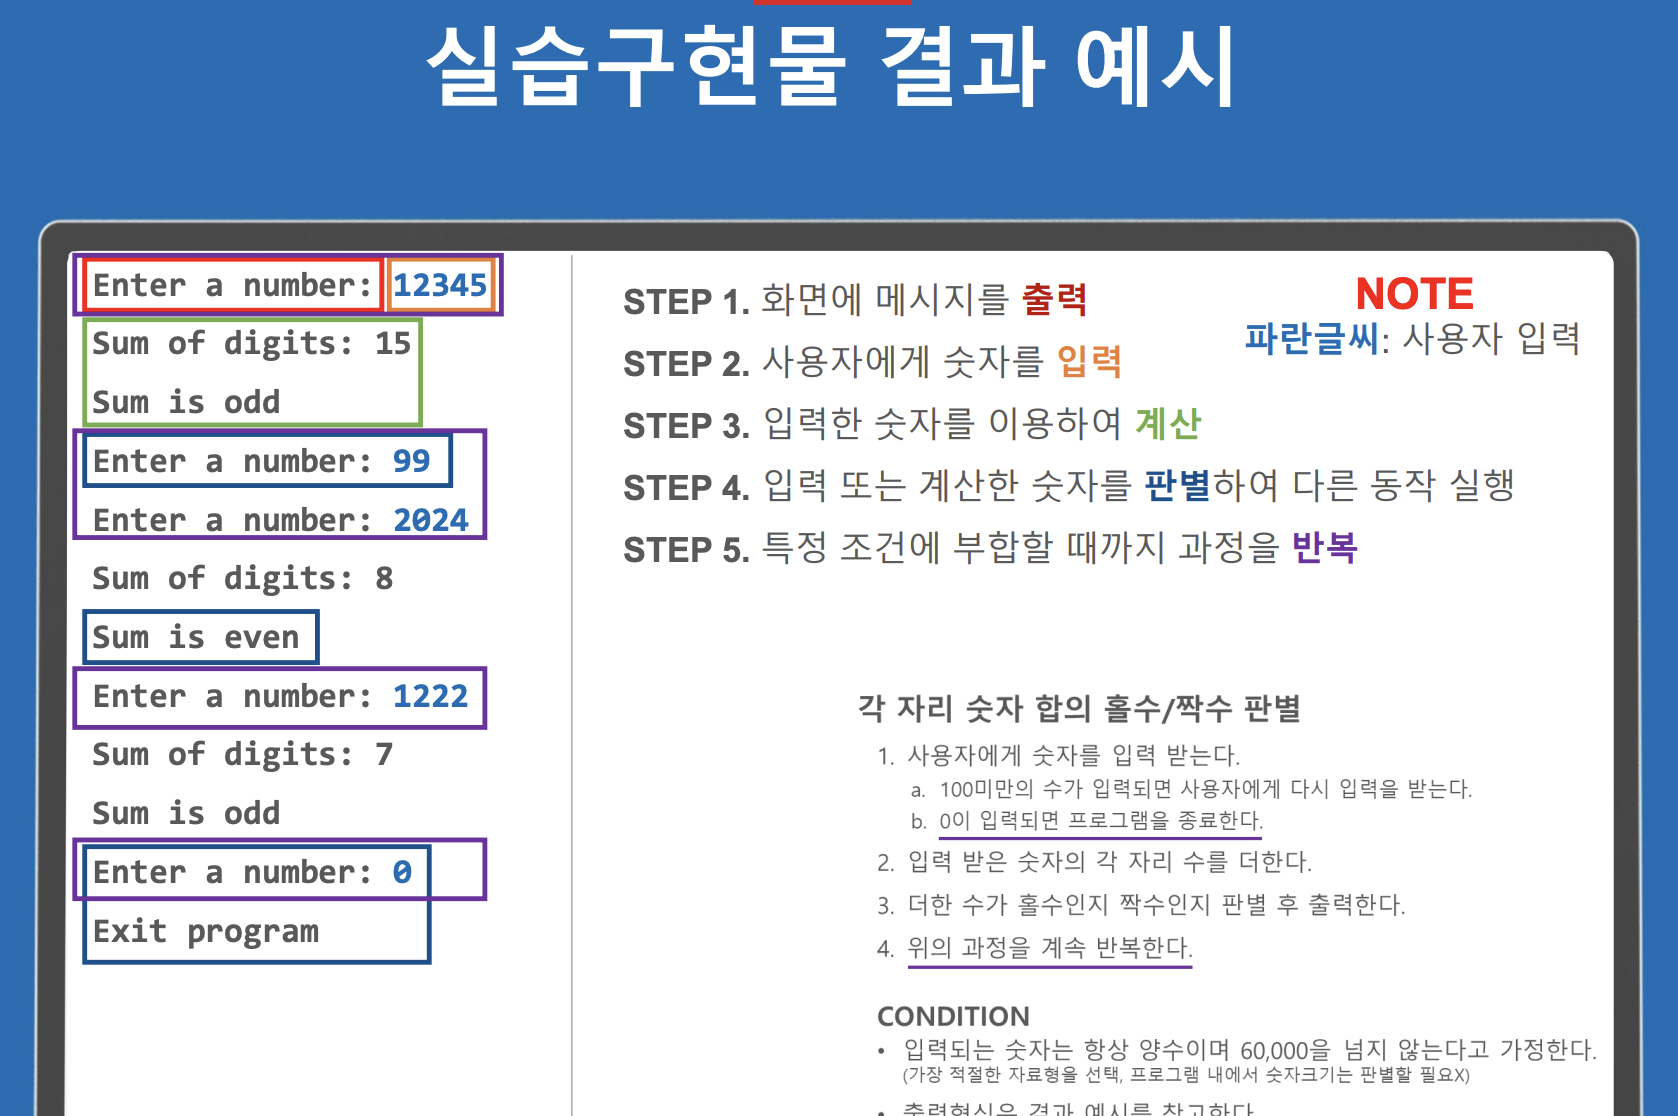 실습구현물 결과 예시
Enter a number: 12345
Sum of digits: 15
Sum is odd
Enter a number: 99
Enter a number: 2024
Sum of digits: 8
Sum is even
Enter a number: 1222
Sum of digits: 7
Sum is odd
Enter a number: 0
Exit program
STEP 1. 화면에 메시지를 출력
STEP 2. 사용자에게 숫자를 입력
STEP 3. 입력한 숫자를 이용하여 계산
STEP 4. 입력 또는 계산한 숫자를 판별하여 다른 동작 실행
STEP 5. 특정 조건에 부합할 때까지 과정을 반복
NOTE
파란글씨: 사용자 입력
각 자리 숫자 합의 홀수/짝수 판별
1. 사용자에게 숫자를 입력 받는다.
a. 100미만의 수가 입력되면 사용자에게 다시 입력을 받는다.
b. 0이 입력되면 프로그램을 종료한다.
2. 입력 받은 숫자의 각 자리 수를 더한다.
3. 더한 수가 홀수인지 짝수인지 판별 후 출력한다.
4. 위의 과정을 계속 반복한다.
CONDITION
• 입력되는 숫자는 항상 양수이며 60,000을 넘지 않는다고 가정한다.
(가장 적절한 자료형을 선택, 프로그램 내에서 숫자크기는 판별할 필요X)
• 출력형식은 결과 예시를 참고한다.